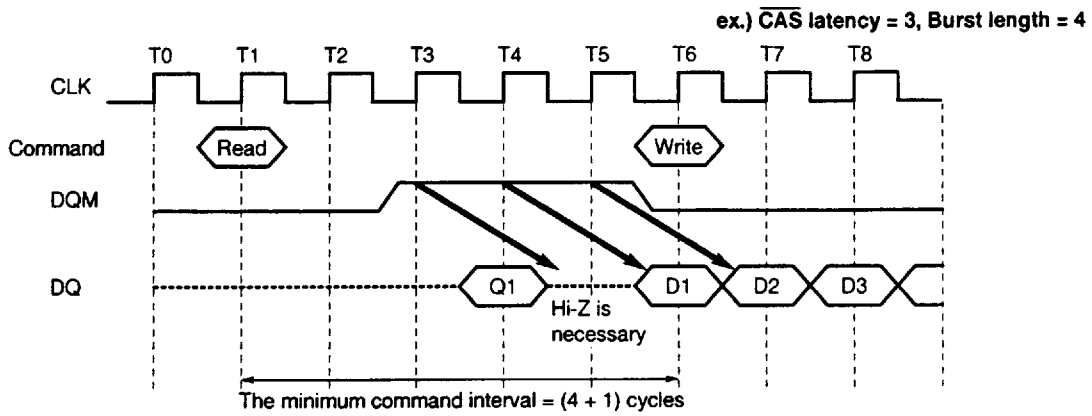 ex.) CAS latency = 3, Burst length = 4
T0 T1 T2 T3 T4 T5 T6 T7 T8
CLK
Command Read Write
DQM
DQ Q1 D1 D2 D3
Hi-Z is
necessary
The minimum command interval = (4 + 1) cycles